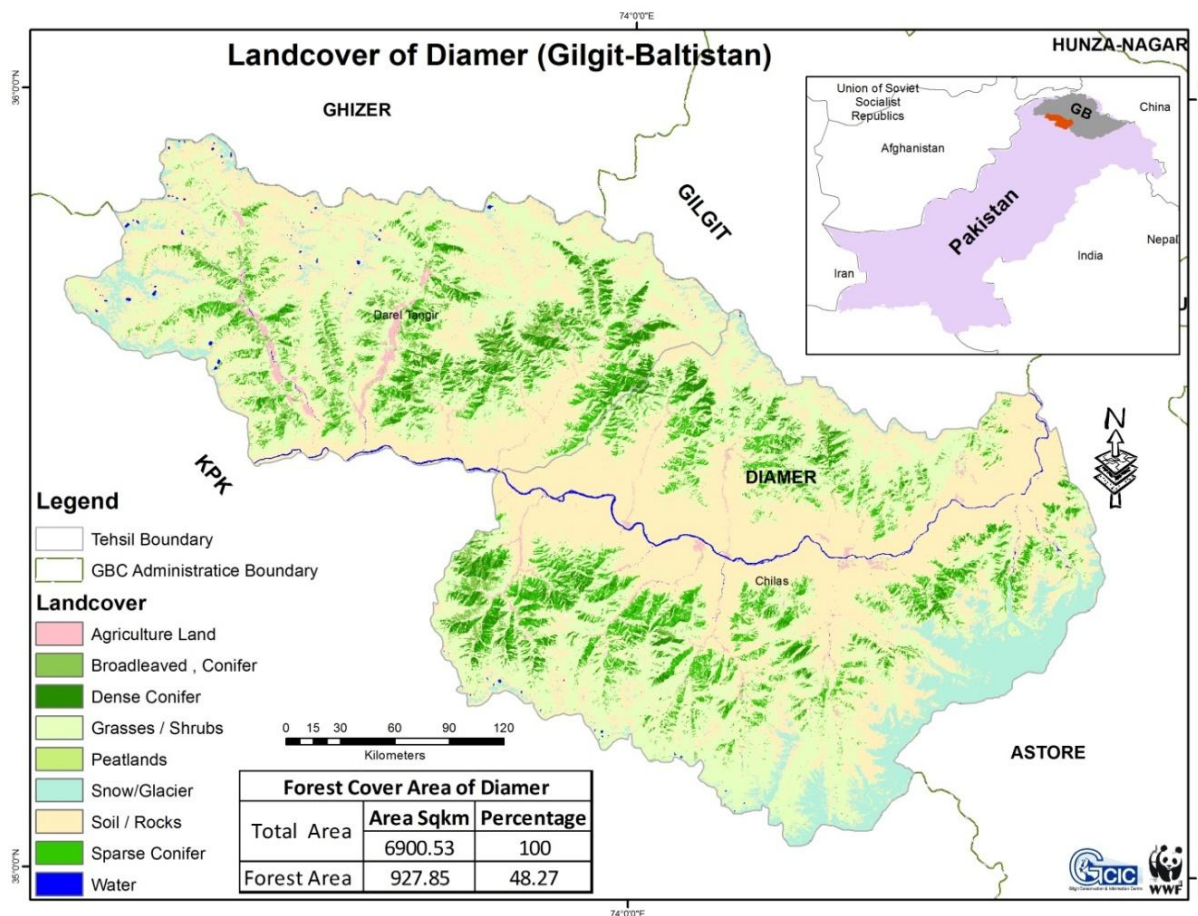 74°0'0"E
Landcover of Diamer (Gilgit-Baltistan)
HUNZA-NAGAR
36°0'0"N
GHIZER
GILGIT
Union of Soviet
Socialist
Republics
China
GB
Afghanistan
Pakistan
Nepal
India
Iran
U
Darel Tangir
KPK
DIAMER
N
Chilas
ASTORE
Legend
Tehsil Boundary
GBC Administratice Boundary
Landcover
Agriculture Land
Broadleaved , Conifer
Dense Conifer
Grasses / Shrubs
Peatlands
Snow/Glacier
Soil / Rocks
Sparse Conifer
Water
0 15 30 60 90 120
Kilometers
Forest Cover Area of Diamer
Total Area Area Sqkm Percentage
6900.53 100
Forest Area 927.85 48.27
35°0'0"N
GCIC
WWF
74°0'0"E